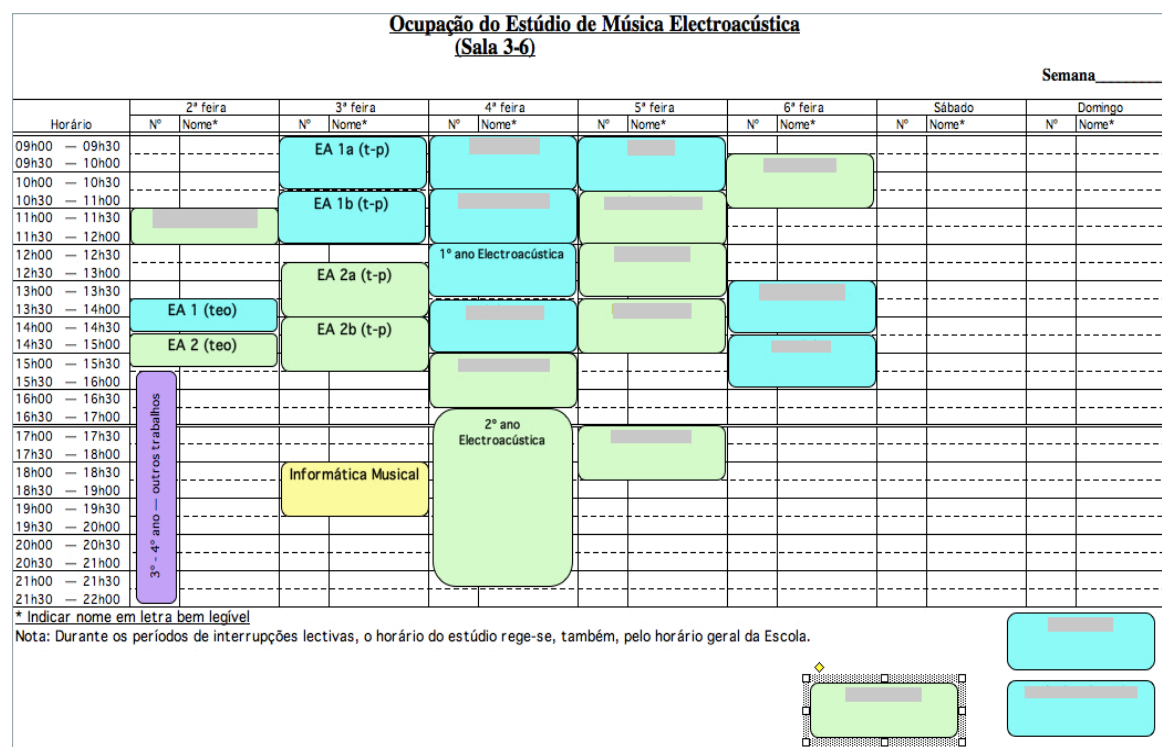 Ocupação do Estúdio de Música Electroacústica
(Sala 3-6)
Semana_________
2ª feira 3ª feira 4ª feira 5ª feira 6ª feira Sábado Domingo
Horário Nº Nome* Nº Nome* Nº Nome* Nº Nome* Nº Nome* Nº Nome* Nº Nome*
09h00 — 09h30 EA 1a (t-p)
09h30 — 10h00
10h00 — 10h30
10h30 — 11h00 EA 1b (t-p)
11h00 — 11h30
11h30 — 12h00
12h00 — 12h30 1º ano Electroacústica
12h30 — 13h00 EA 2a (t-p)
13h00 — 13h30
13h30 — 14h00 EA 1 (teo)
14h00 — 14h30 EA 2b (t-p)
14h30 — 15h00 EA 2 (teo)
15h00 — 15h30
15h30 — 16h00
16h00 — 16h30
16h30 — 17h00 2º ano
17h00 — 17h30 Electroacústica
17h30 — 18h00
18h00 — 18h30 Informática Musical
18h30 — 19h00
19h00 — 19h30
19h30 — 20h00
20h00 — 20h30
20h30 — 21h00
21h00 — 21h30
21h30 — 22h00
3º - 4º ano — outros trabalhos
* Indicar nome em letra bem legível
Nota: Durante os períodos de interrupções lectivas, o horário do estúdio rege-se, também, pelo horário geral da Escola.